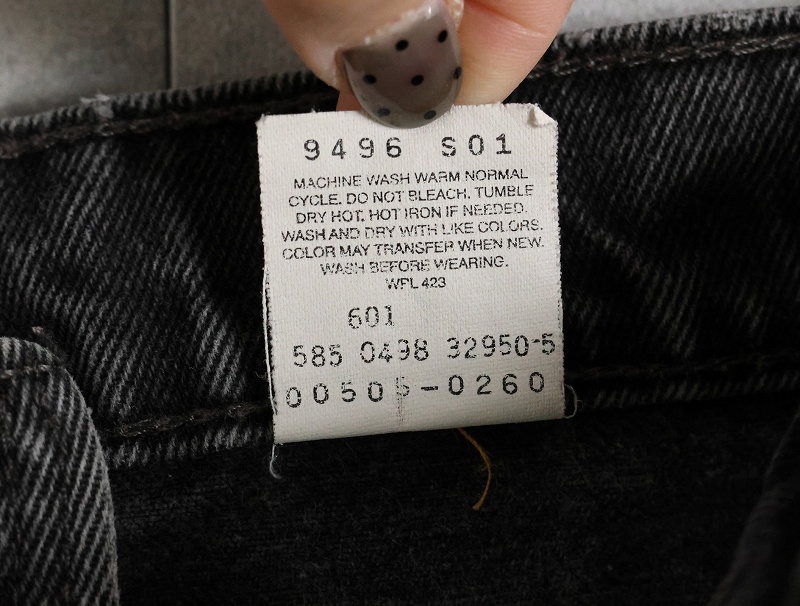 9496 S01
MACHINE WASH WARM NORMAL
CYCLE. DO NOT BLEACH. TUMBLE
DRY HOT. HOT IRON IF NEEDED.
WASH AND DRY WITH LIKE COLORS.
COLOR MAY TRANSFER WHEN NEW.
WASH BEFORE WEARING.
WPL 423
601
585 0498 32950-5
00505-0260